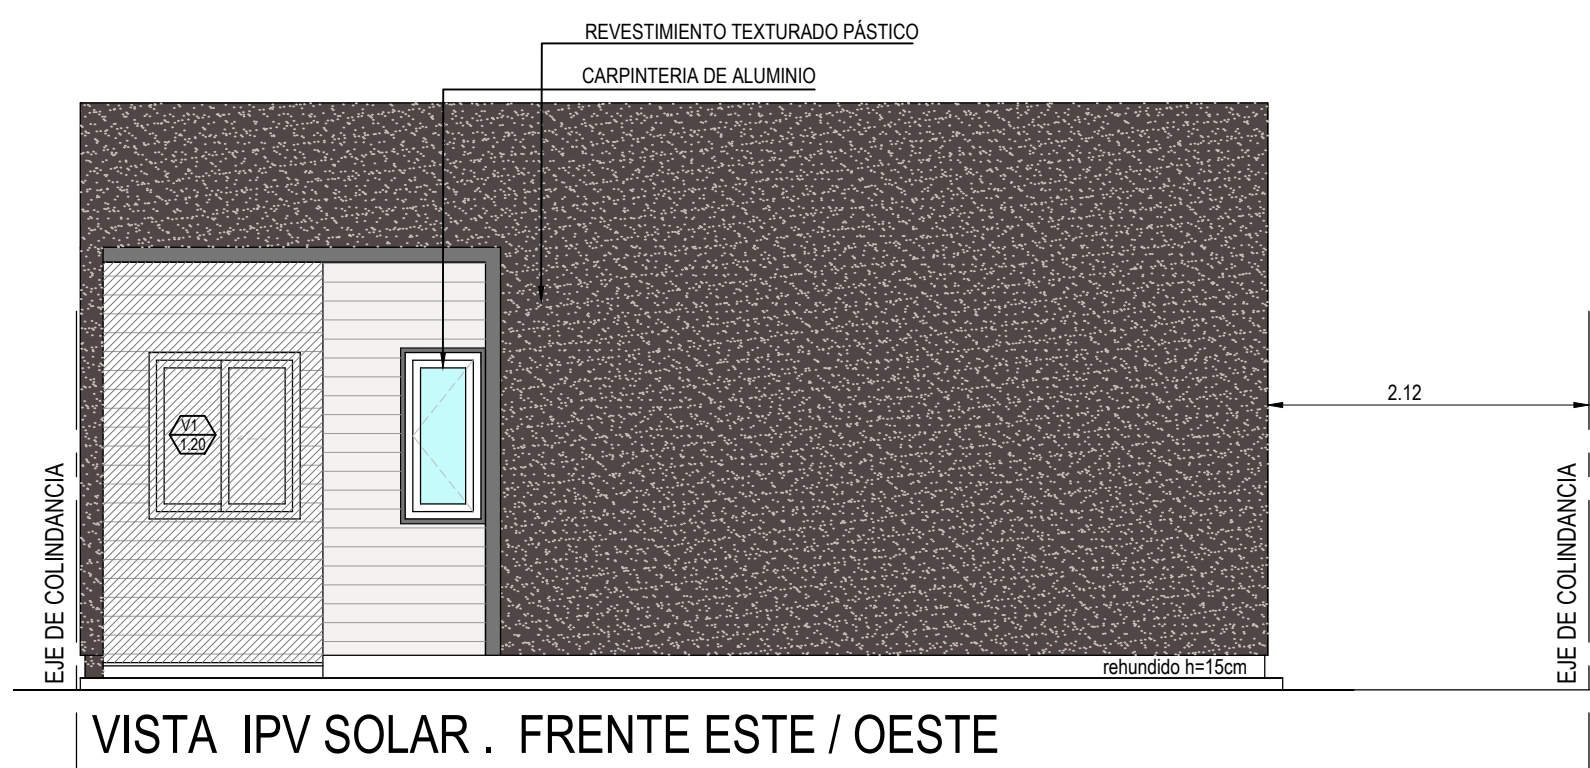 REVESTIMIENTO TEXTURADO PÁSTICO
CARPINTERIA DE ALUMINIO
2.12
V1
1.20
EJE DE COLINDANCIA
EJE DE COLINDANCIA
rehundido h=15cm
VISTA IPV SOLAR . FRENTE ESTE / OESTE